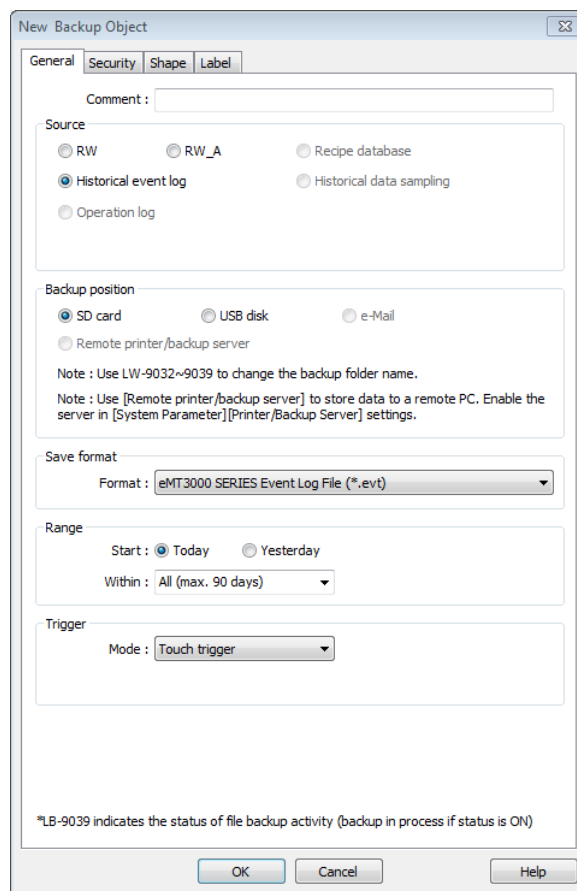 New Backup Object
General Security Shape Label
Comment :
Source
RW RW_A Recipe database
Historical event log Historical data sampling
Operation log
Backup position
SD card USB disk e-Mail
Remote printer/backup server
Note : Use LW-9032~9039 to change the backup folder name.
Note : Use [Remote printer/backup server] to store data to a remote PC. Enable the
server in [System Parameter][Printer/Backup Server] settings.
Save format
Format : eMT3000 SERIES Event Log File (*.evt)
Range
Start : Today Yesterday
Within : All (max. 90 days)
Trigger
Mode : Touch trigger
*LB-9039 indicates the status of file backup activity (backup in process if status is ON)
OK Cancel Help